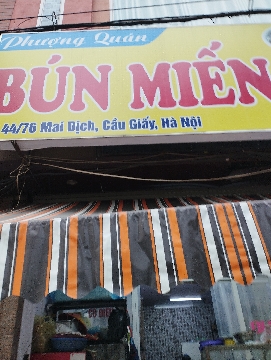 Phượng Quân
BÚN MIẾN
44/76 Mai Dịch, Cầu Giấy, Hà Nội